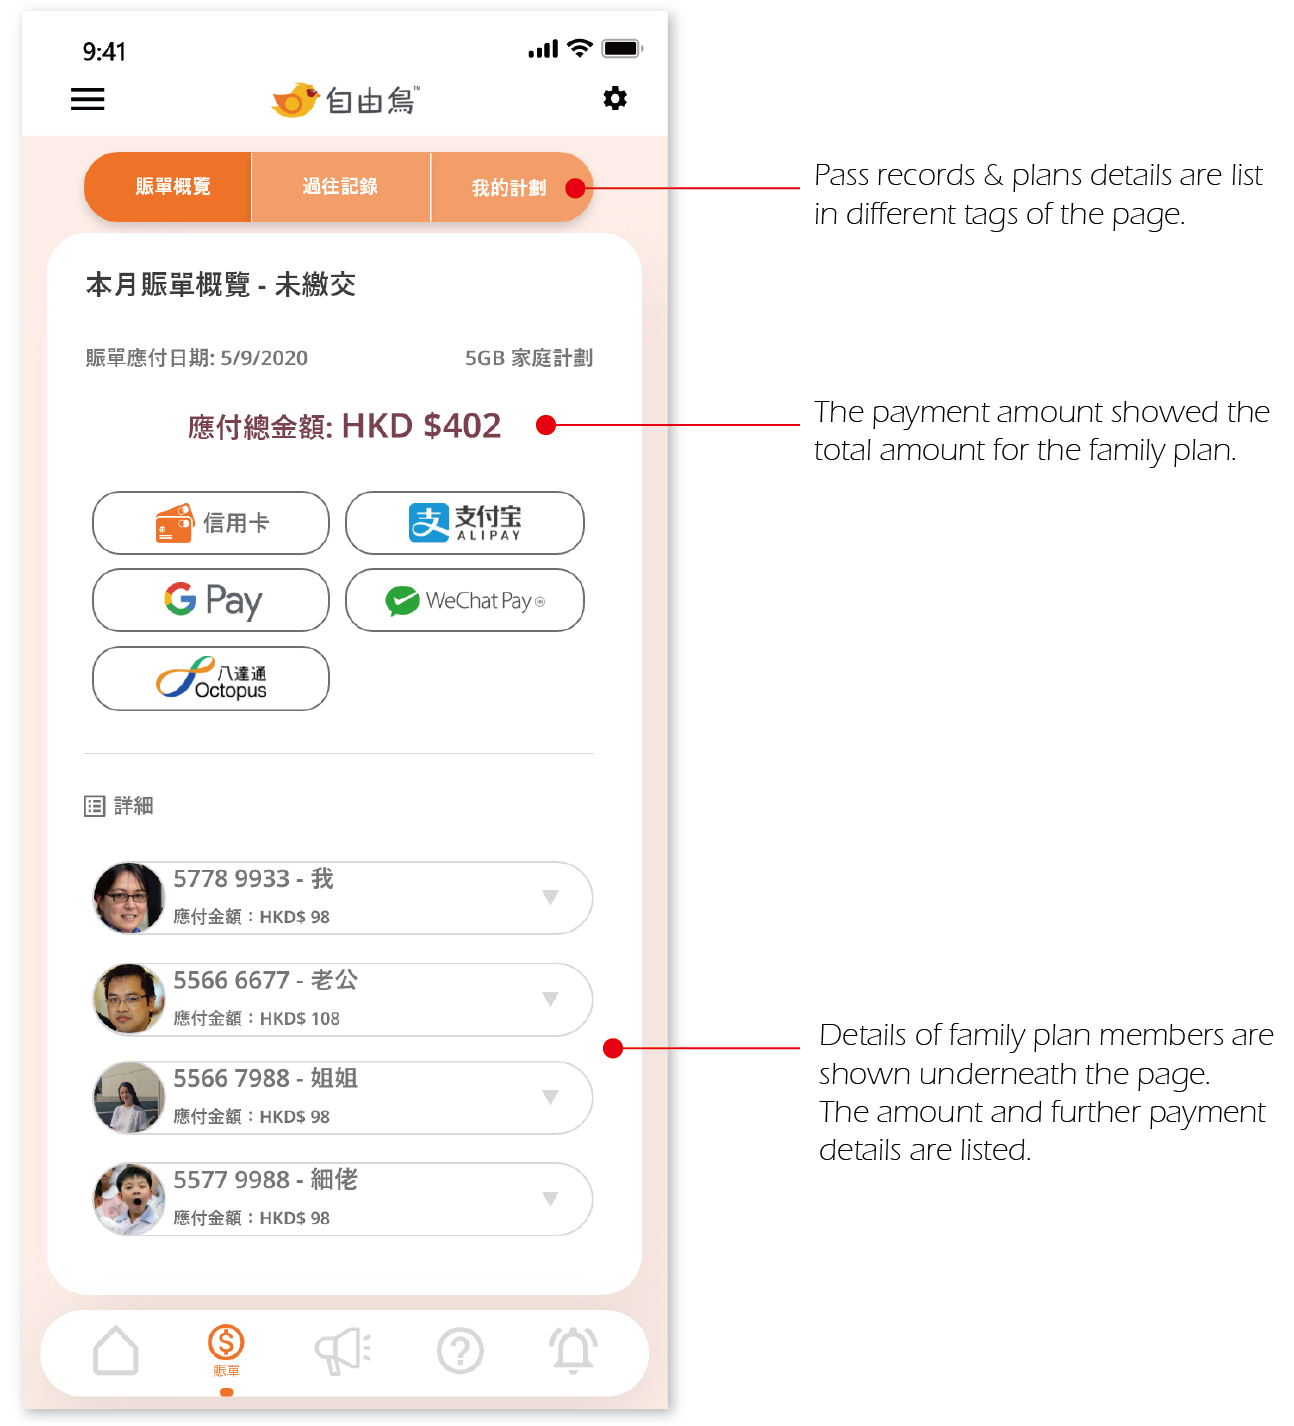 9:41
自由鳥™
賬單概覽
過往記錄
我的計劃
Pass records & plans details are list
in different tags of the page.
本月賬單概覽 - 未繳交
賬單應付日期: 5/9/2020
5GB 家庭計劃
應付總金額: HKD $402
The payment amount showed the
total amount for the family plan.
信用卡
支 支付宝
ALIPAY
G Pay
WeChat Pay HK
八達通
Octopus
詳細
5778 9933 - 我
應付金額：HKD$ 98
5566 6677 - 老公
應付金額：HKD$ 108
5566 7988 - 姐姐
應付金額：HKD$ 98
5577 9988 - 細佬
應付金額：HKD$ 98
Details of family plan members are
shown underneath the page.
The amount and further payment
details are listed.
賬單